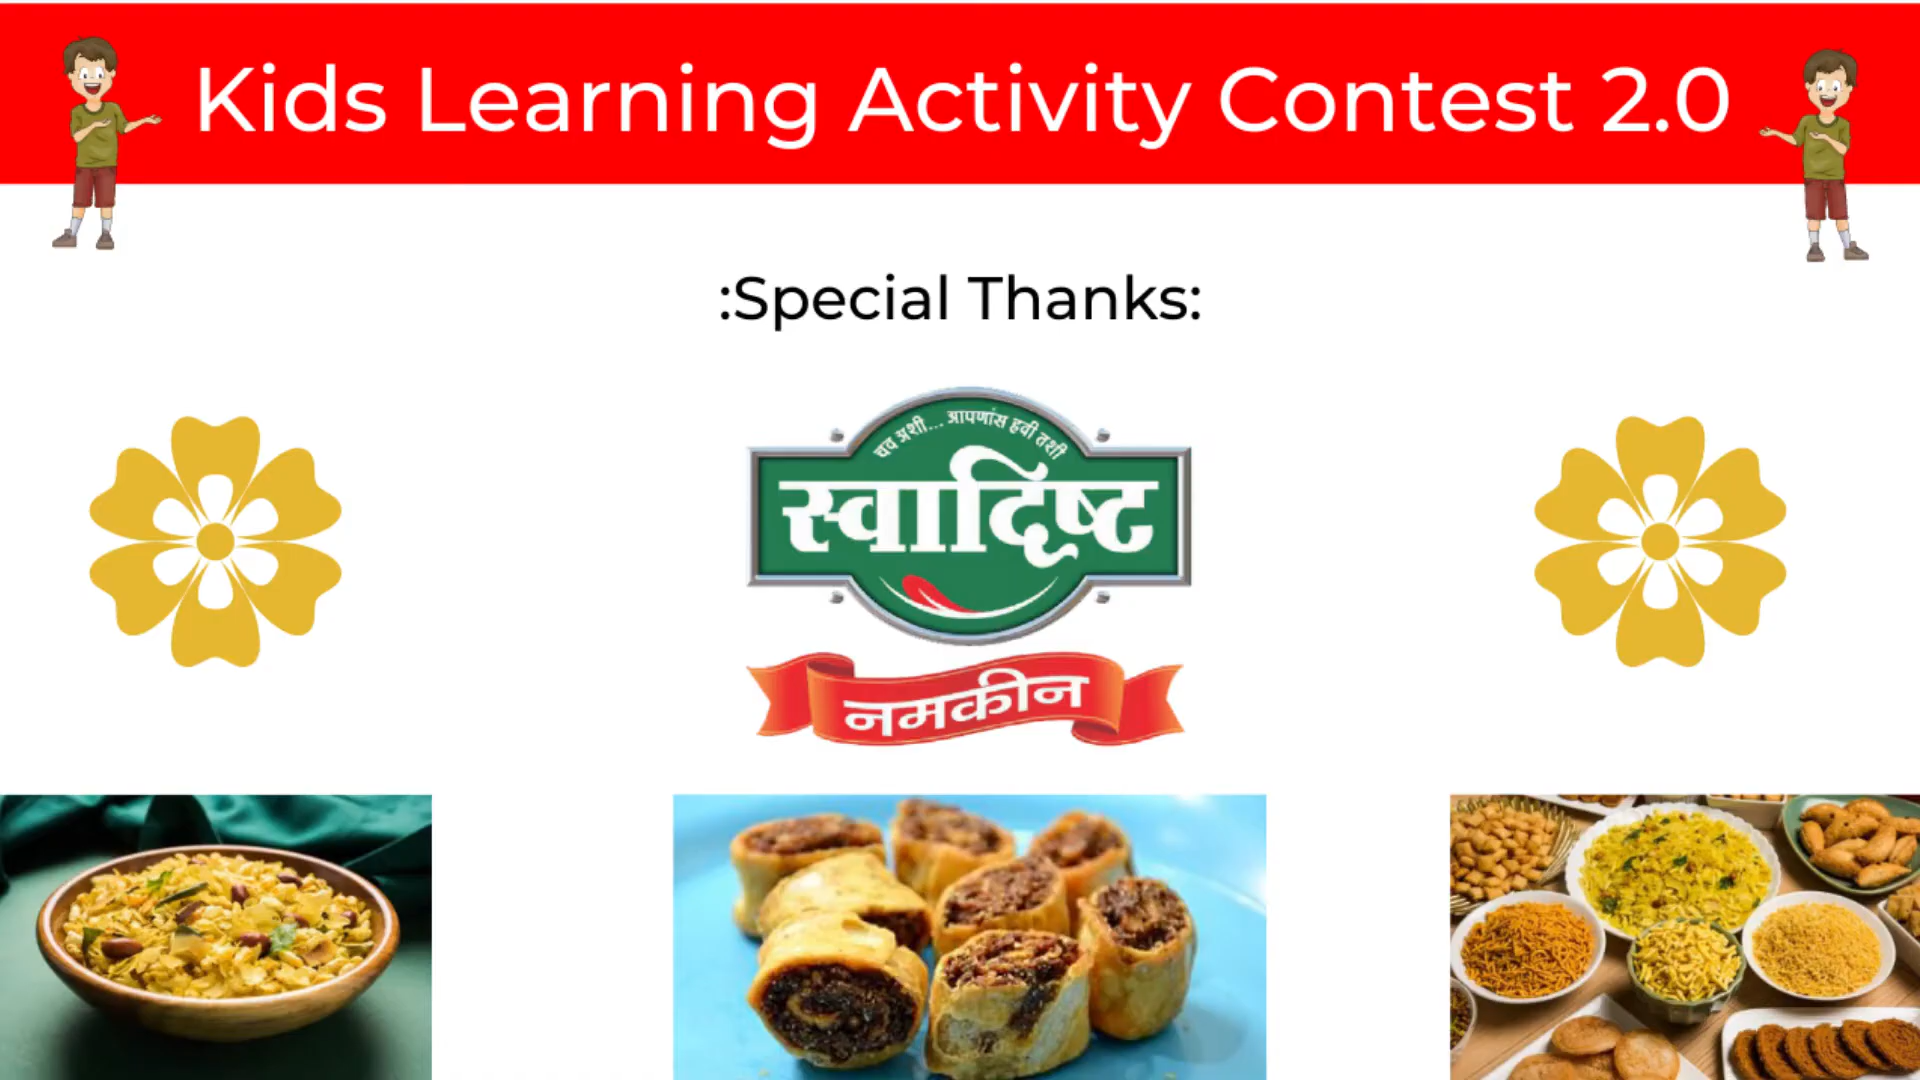 Kids Learning Activity Contest 2.0
:Special Thanks:
चव अशी... आपणांस हवी तशी
स्वादिष्ट
नमकीन